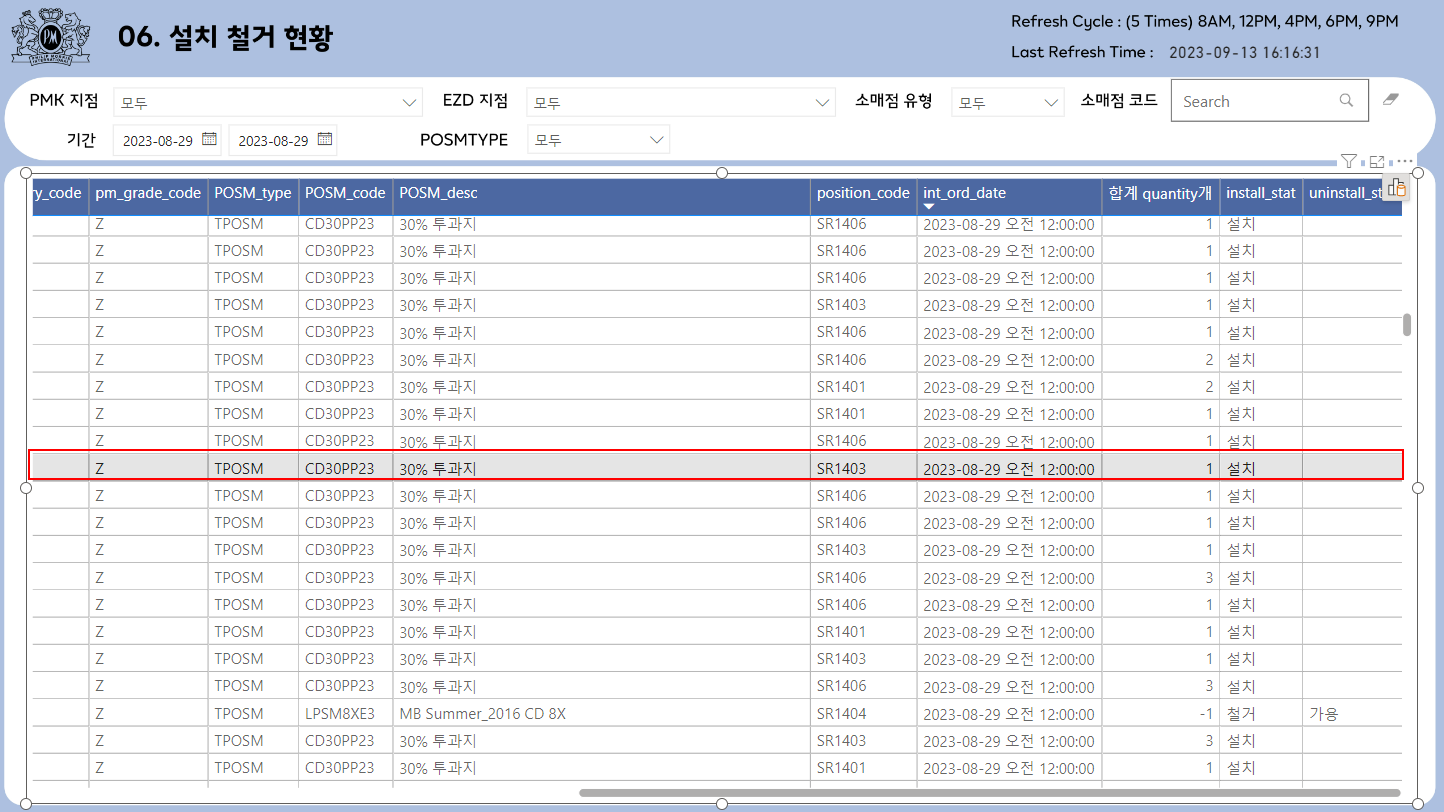 06. 설치 철거 현황
Refresh Cycle : (5 Times) 8AM, 12PM, 4PM, 6PM, 9PM
Last Refresh Time : 2023-09-13 16:16:31
PM
PHILIP MORRIS
INTERNATIONAL
PMK 지점 모두 EZD 지점 모두 소매점 유형 모두 소매점 코드 Search
기간 2023-08-29 2023-08-29 POSMTYPE 모두
y_code pm_grade_code POSM_type POSM_code POSM_desc position_code int_ord_date 합계 quantity개 install_stat uninstall_st
Z TPOSM CD30PP23 30% 투과지 SR1406 2023-08-29 오전 12:00:00 1 설치
Z TPOSM CD30PP23 30% 투과지 SR1406 2023-08-29 오전 12:00:00 1 설치
Z TPOSM CD30PP23 30% 투과지 SR1406 2023-08-29 오전 12:00:00 1 설치
Z TPOSM CD30PP23 30% 투과지 SR1403 2023-08-29 오전 12:00:00 1 설치
Z TPOSM CD30PP23 30% 투과지 SR1406 2023-08-29 오전 12:00:00 1 설치
Z TPOSM CD30PP23 30% 투과지 SR1406 2023-08-29 오전 12:00:00 2 설치
Z TPOSM CD30PP23 30% 투과지 SR1401 2023-08-29 오전 12:00:00 2 설치
Z TPOSM CD30PP23 30% 투과지 SR1401 2023-08-29 오전 12:00:00 1 설치
Z TPOSM CD30PP23 30% 투과지 SR1406 2023-08-29 오전 12:00:00 1 설치
Z TPOSM CD30PP23 30% 투과지 SR1403 2023-08-29 오전 12:00:00 1 설치
Z TPOSM CD30PP23 30% 투과지 SR1406 2023-08-29 오전 12:00:00 1 설치
Z TPOSM CD30PP23 30% 투과지 SR1406 2023-08-29 오전 12:00:00 1 설치
Z TPOSM CD30PP23 30% 투과지 SR1403 2023-08-29 오전 12:00:00 1 설치
Z TPOSM CD30PP23 30% 투과지 SR1406 2023-08-29 오전 12:00:00 3 설치
Z TPOSM CD30PP23 30% 투과지 SR1406 2023-08-29 오전 12:00:00 1 설치
Z TPOSM CD30PP23 30% 투과지 SR1401 2023-08-29 오전 12:00:00 1 설치
Z TPOSM CD30PP23 30% 투과지 SR1403 2023-08-29 오전 12:00:00 1 설치
Z TPOSM CD30PP23 30% 투과지 SR1406 2023-08-29 오전 12:00:00 3 설치
Z TPOSM LPSM8XE3 MB Summer_2016 CD 8X SR1404 2023-08-29 오전 12:00:00 -1 철거 가용
Z TPOSM CD30PP23 30% 투과지 SR1403 2023-08-29 오전 12:00:00 3 설치
Z TPOSM CD30PP23 30% 투과지 SR1401 2023-08-29 오전 12:00:00 1 설치